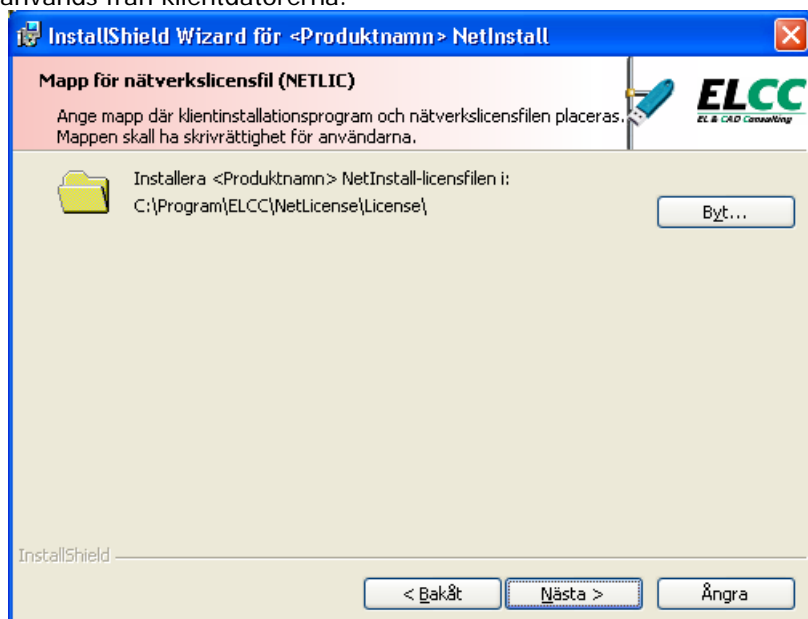 används från klientdatorerna.
InstallShield Wizard för <Produktnamn> NetInstall
Mapp för nätverkslicensfil (NETLIC)
Ange mapp där klientinstallationsprogram och nätverkslicensfilen placeras.
Mappen skall ha skrivrättighet för användarna.
ELCC
EL & CAD Consulting
Installera <Produktnamn> NetInstall-licensfilen i:
C:\Program\ELCC\NetLicense\License\
Byt...
InstallShield
< Bakåt
Nästa >
Ångra